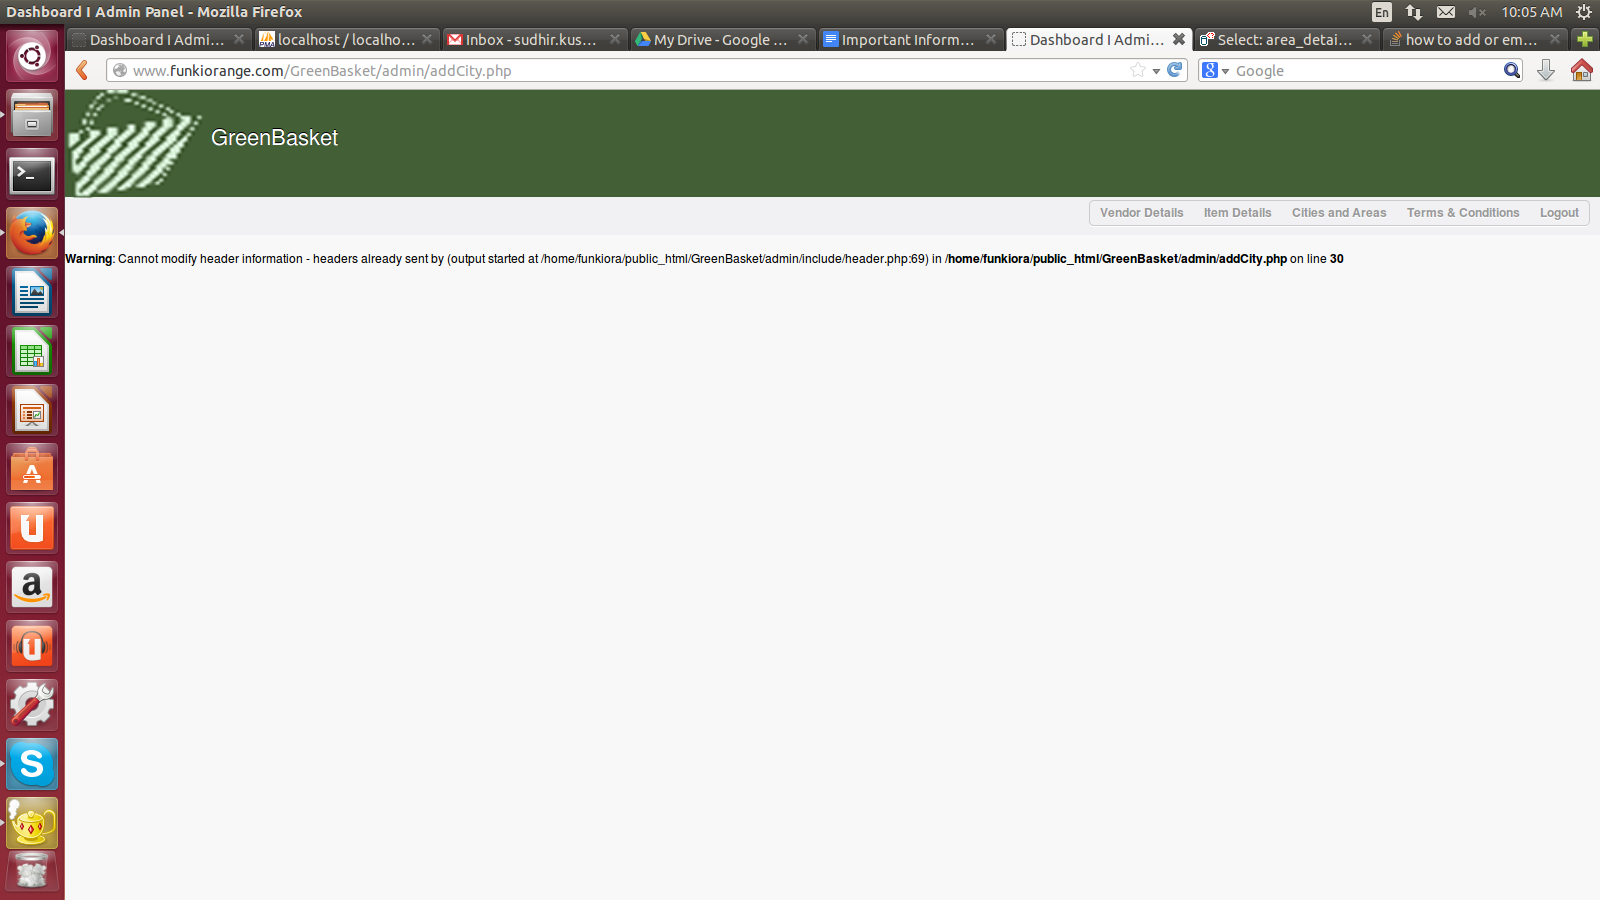 Dashboard I Admin Panel - Mozilla Firefox
En
10:05 AM
Dashboard I Admi...
localhost / localho...
Inbox - sudhir.kus...
My Drive - Google ...
Important Inform...
Dashboard I Admi...
Select: area_detai...
how to add or em...
www.funkiorange.com/GreenBasket/admin/addCity.php
Google
GreenBasket
Vendor Details
Item Details
Cities and Areas
Terms & Conditions
Logout
Warning: Cannot modify header information - headers already sent by (output started at /home/funkiora/public_html/GreenBasket/admin/include/header.php:69) in /home/funkiora/public_html/GreenBasket/admin/addCity.php on line 30